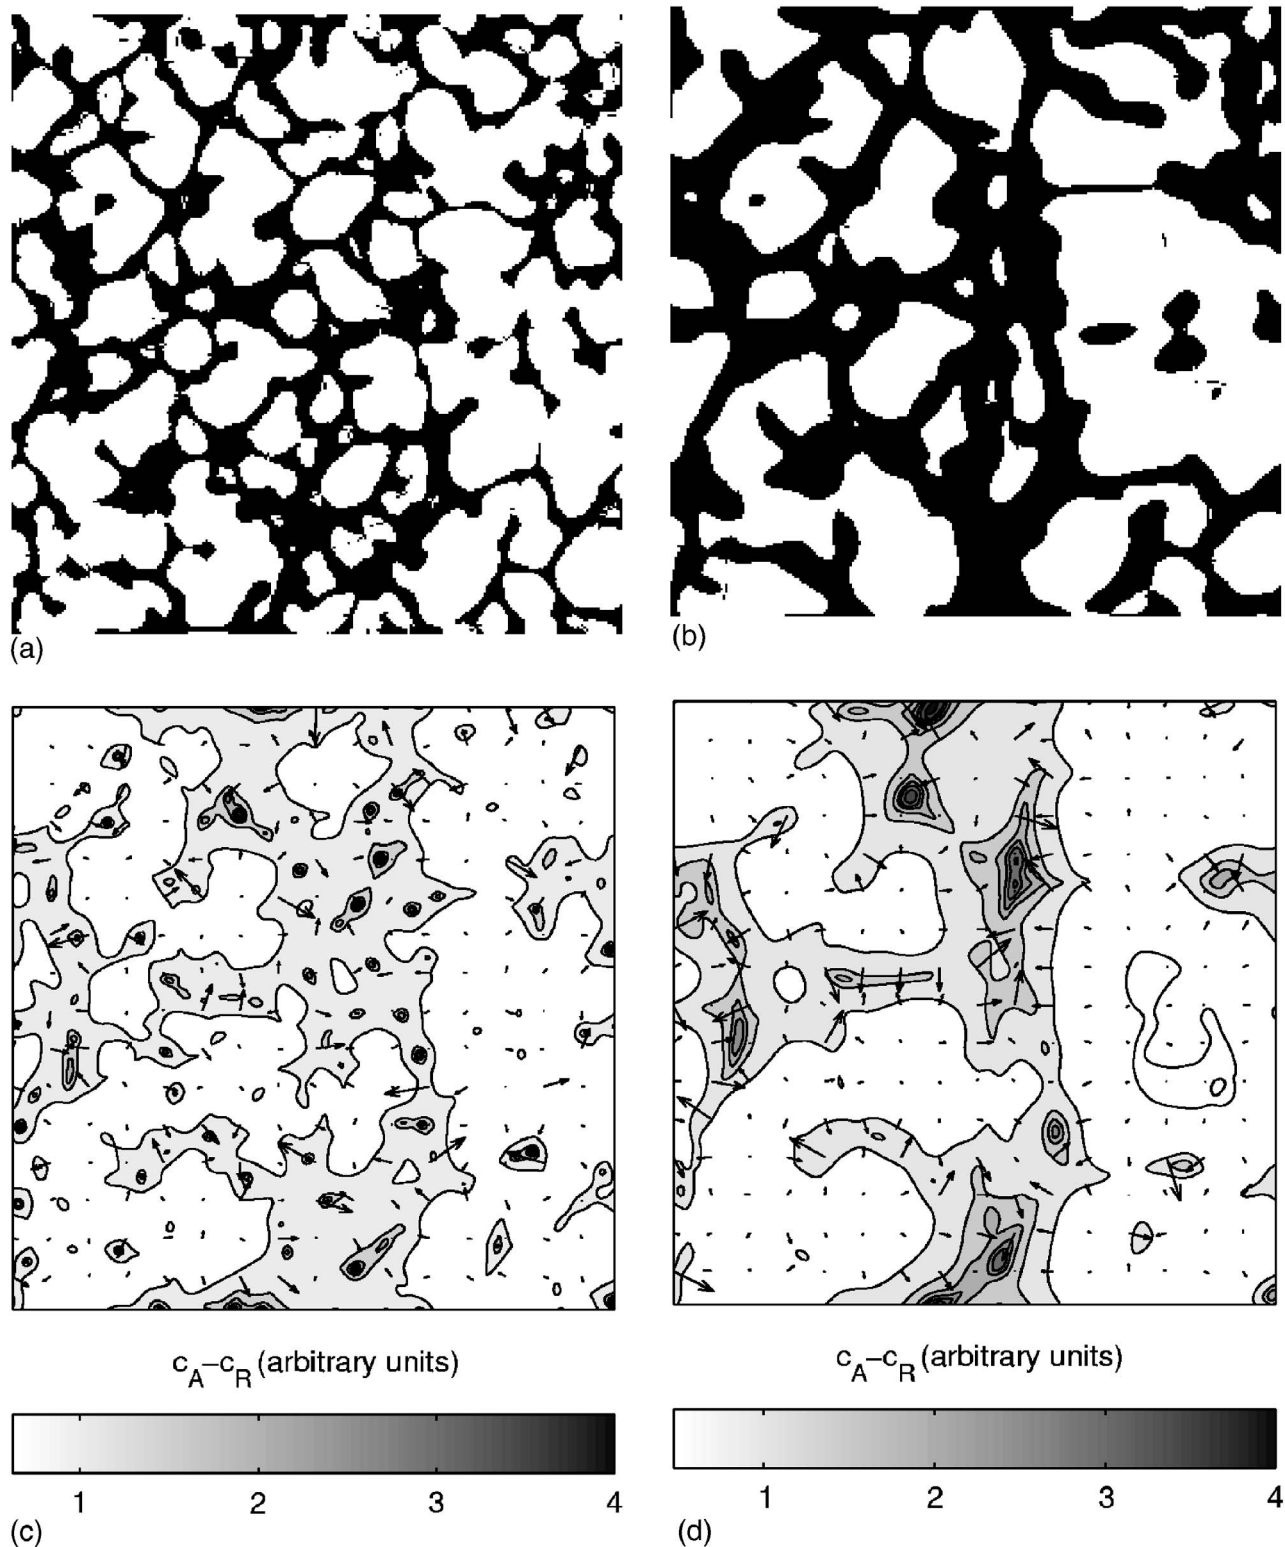 (a)
(b)
c_A–c_R (arbitrary units)
1 2 3 4
(c)
c_A–c_R (arbitrary units)
1 2 3 4
(d)